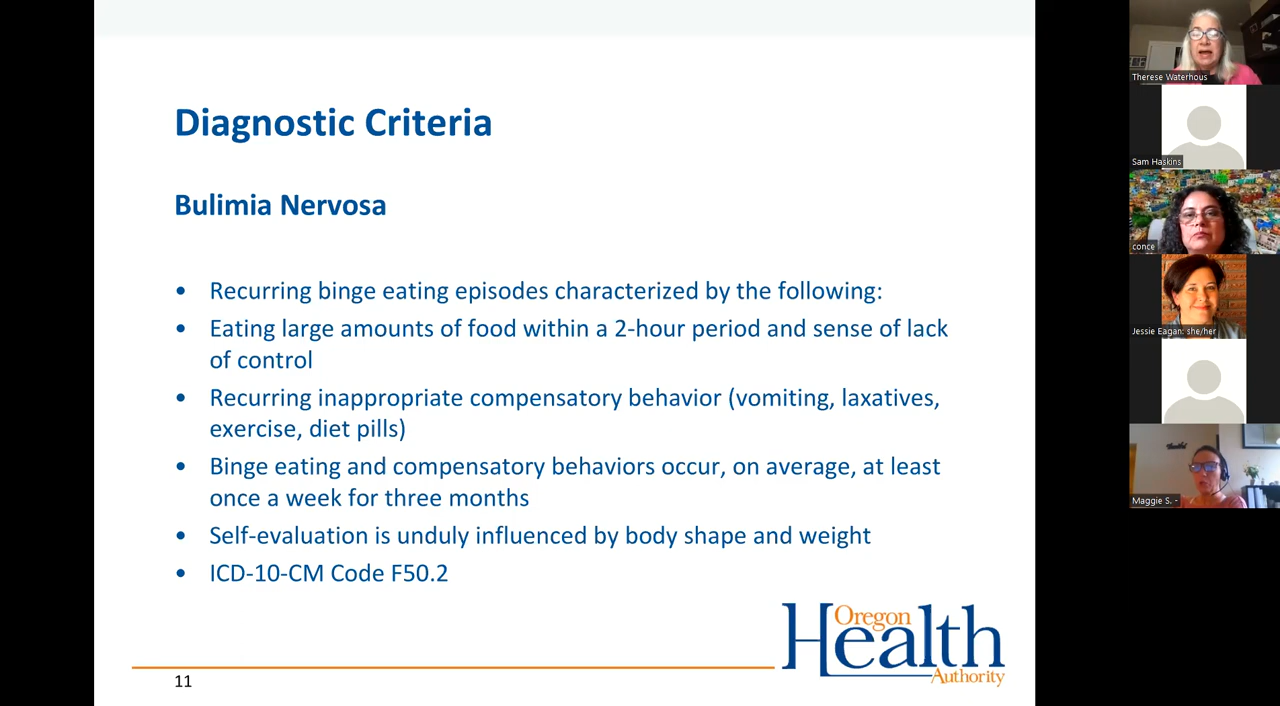 Diagnostic Criteria
Bulimia Nervosa
• Recurring binge eating episodes characterized by the following:
• Eating large amounts of food within a 2-hour period and sense of lack
of control
• Recurring inappropriate compensatory behavior (vomiting, laxatives,
exercise, diet pills)
• Binge eating and compensatory behaviors occur, on average, at least
once a week for three months
• Self-evaluation is unduly influenced by body shape and weight
• ICD-10-CM Code F50.2
Oregon
Health
Authority
11
Therese Waterhous
Sam Haskins
conce
Jessie Eagan: she/her
Maggie S. -